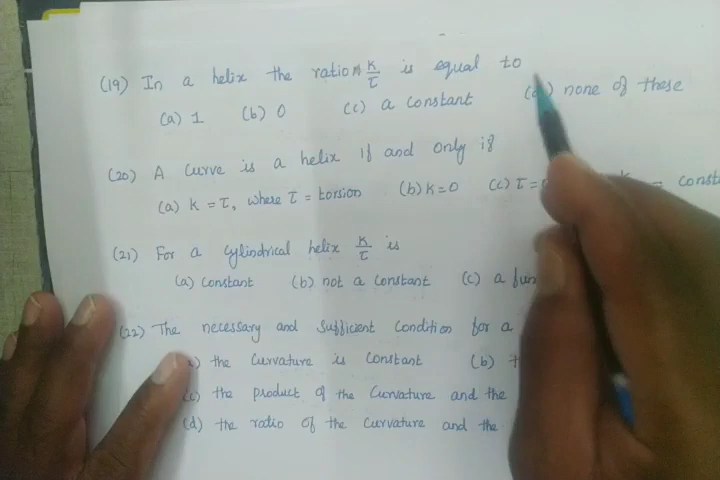 (19) In a helix the ratio k/τ is equal to
(a) 1 (b) 0 (c) a constant (d) none of these
(20) A curve is a helix if and only if
(a) k = τ, where τ = torsion (b) k = 0 (c) τ = k = const
(21) For a cylindrical helix k/τ is
(a) constant (b) not a constant (c) a
(22) The necessary and sufficient condition for a
the curvature is constant (b)
(c) the product of the curvature and the
(d) the ratio of the curvature and the